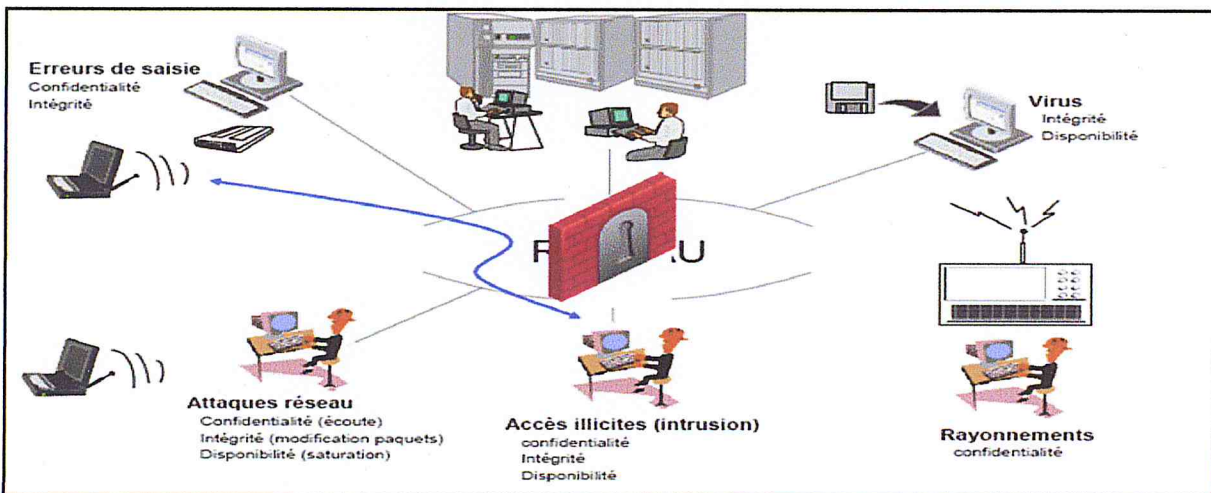 Erreurs de saisie
Confidentialité
Intégrité
Virus
Intégrité
Disponibilité
R AU
Attaques réseau
Confidentialité (écoute)
Intégrité (modification paquets)
Disponibilité (saturation)
Accès illicites (intrusion)
confidentialité
Intégrité
Disponibilité
Rayonnements
confidentialité